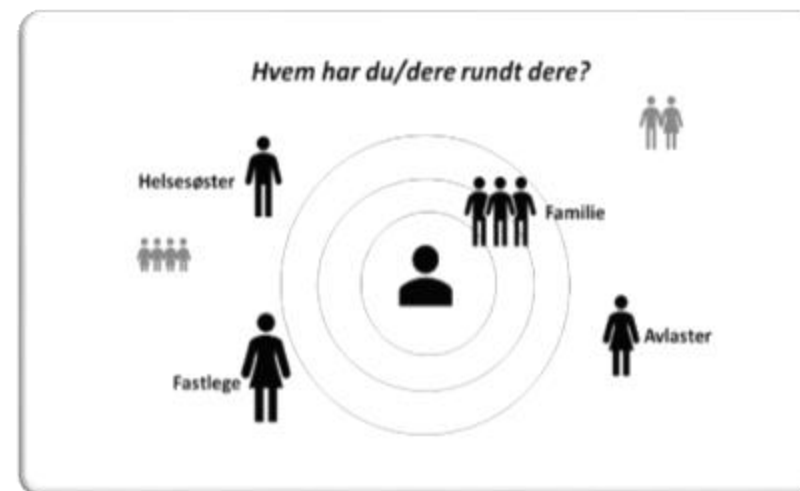 Hvem har du/dere rundt dere?
Helsesøster
Familie
Avlaster
Fastlege